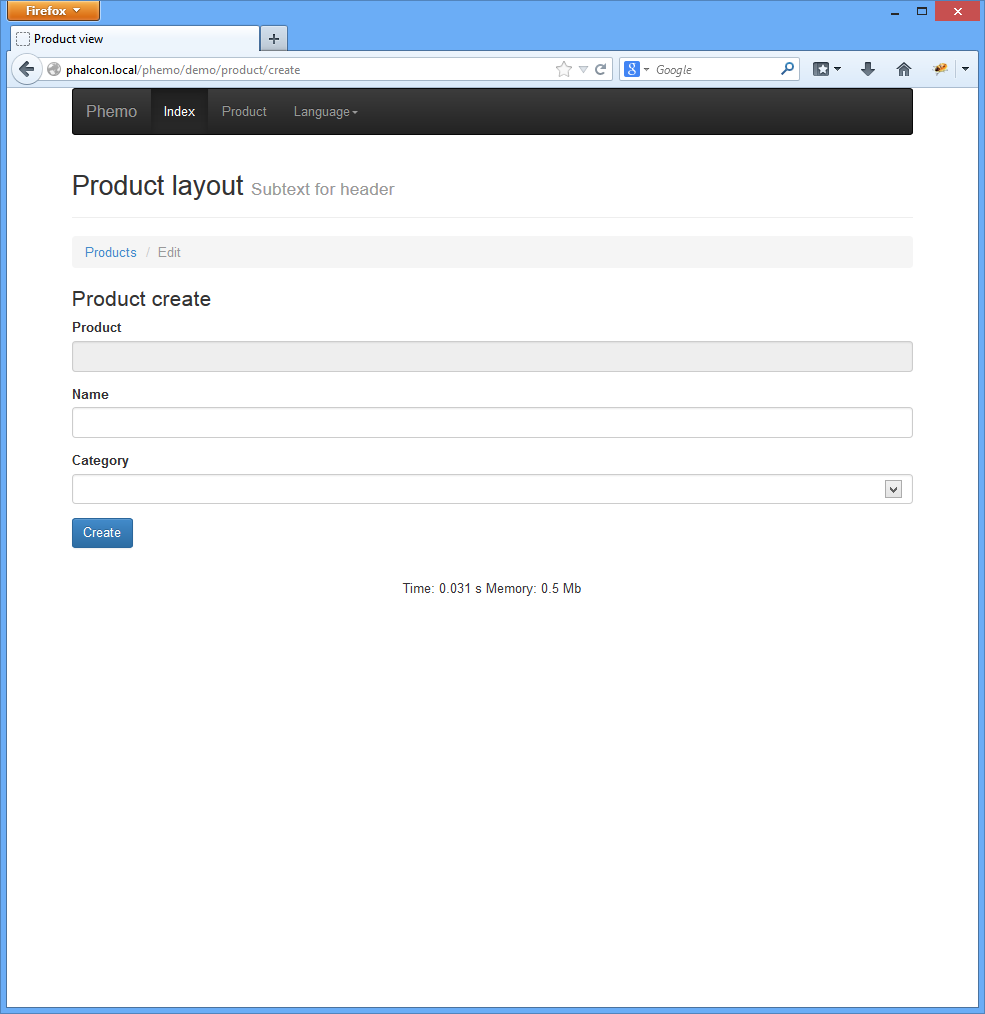 Firefox
Product view
phalcon.local/phemo/demo/product/create
8 Google
Phemo Index Product Language
Product layout Subtext for header
Products / Edit
Product create
Product
Name
Category
Create
Time: 0.031 s Memory: 0.5 Mb